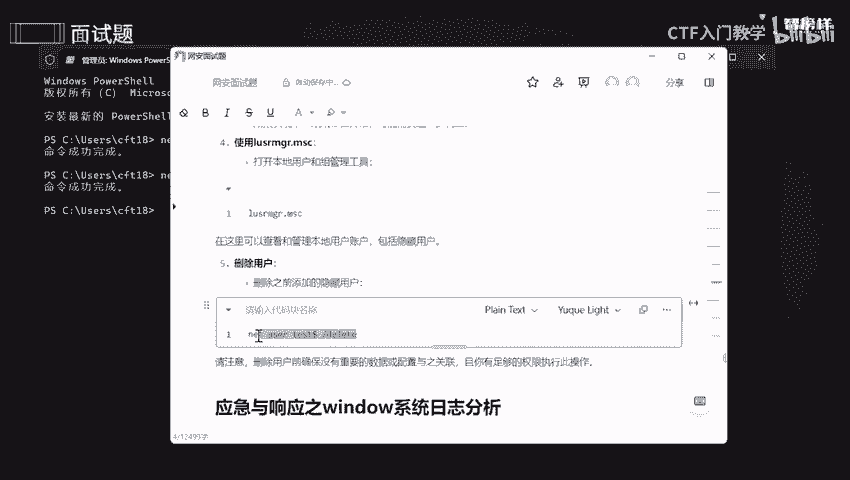 面试题
CTF入门教学
bilibili
管理员: Windows PowerS
Windows PowerShell
版权所有 (C) Microso
安装最新的 PowerShell
PS C:\Users\cft18> ne
命令成功完成。
PS C:\Users\cft18> ne
命令成功完成。
PS C:\Users\cft18>
网安面试题
网安面试题
自动保存中..
分享
4. 使用lusrmgr.msc:
打开本地用户和组管理工具:
1 lusrmgr.msc
在这里可以查看和管理本地用户账户，包括隐藏用户。
5. 删除用户:
删除之前添加的隐藏用户:
请输入代码块名称
Plain Text
Yuque Light
1 net user test$ /delete
请注意，删除用户前确保没有重要的数据或配置与之关联，且你有足够的权限执行此操作。
应急与响应之window系统日志分析